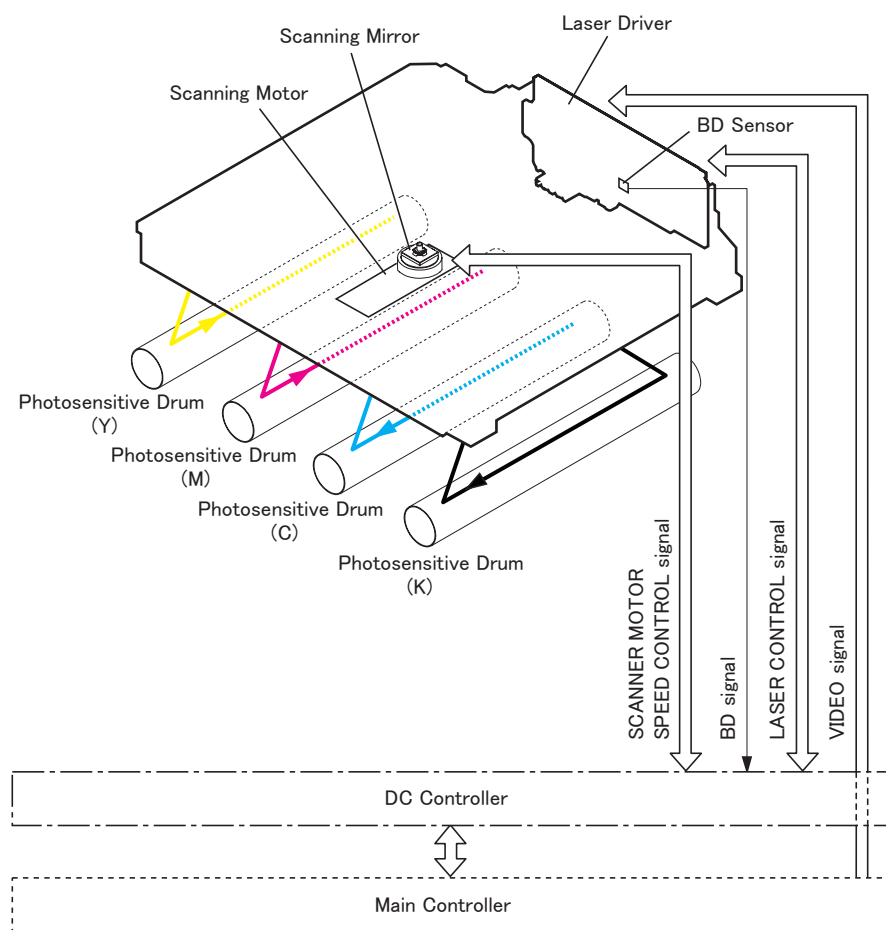 Scanning Mirror
Laser Driver
Scanning Motor
BD Sensor
Photosensitive Drum
(Y)
Photosensitive Drum
(M)
Photosensitive Drum
(C)
Photosensitive Drum
(K)
SCANNER MOTOR
SPEED CONTROL signal
BD signal
LASER CONTROL signal
VIDEO signal
DC Controller
Main Controller